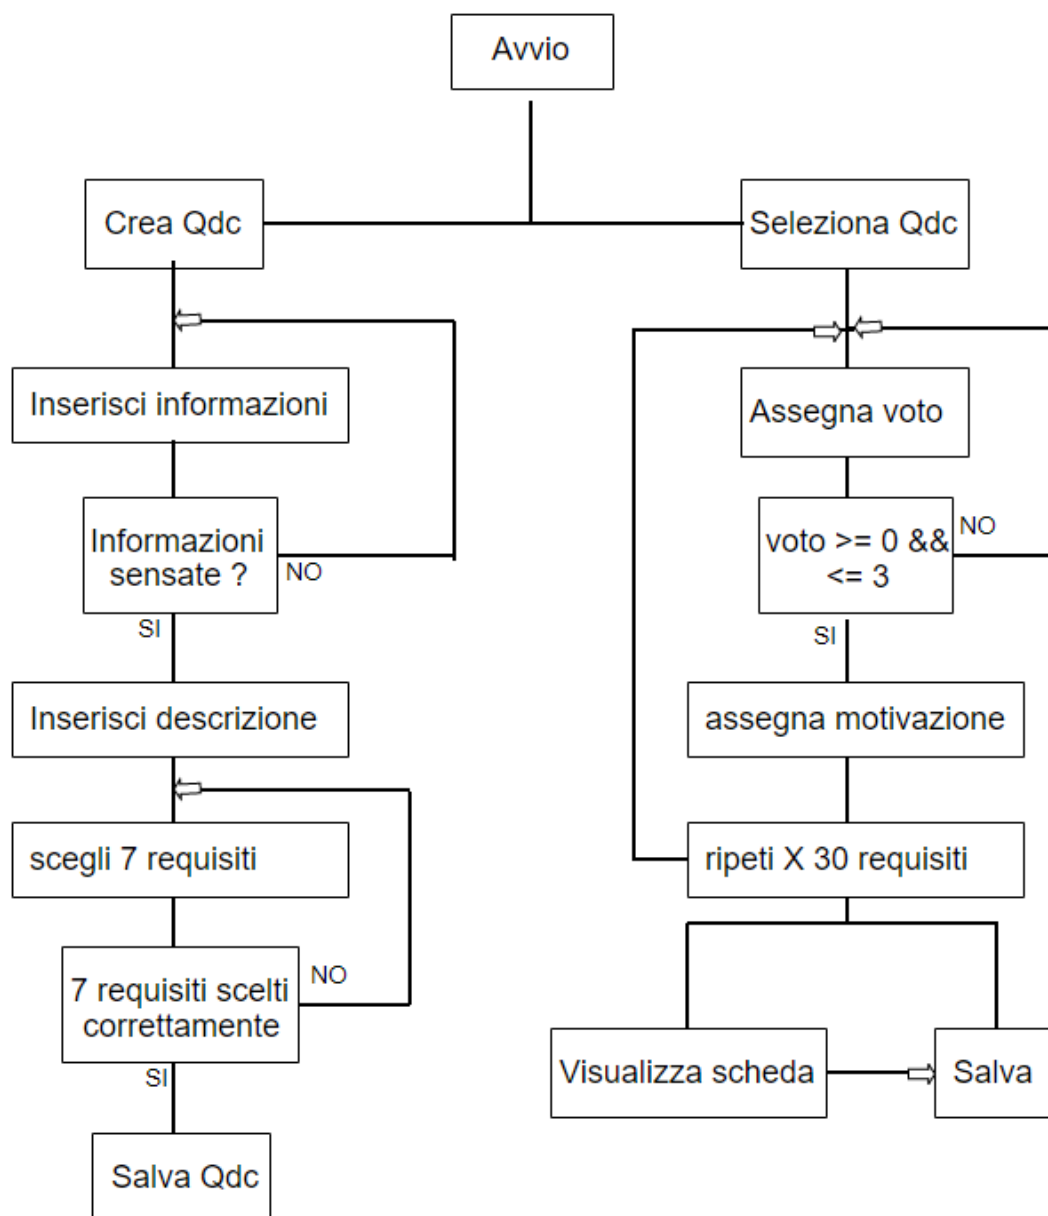 Avvio
Crea Qdc
Seleziona Qdc
Inserisci informazioni
Assegna voto
Informazioni
sensate ?
NO
voto >= 0 &&
<= 3
NO
SI
SI
Inserisci descrizione
assegna motivazione
scegli 7 requisiti
ripeti X 30 requisiti
7 requisiti scelti
correttamente
NO
SI
Visualizza scheda
Salva
Salva Qdc